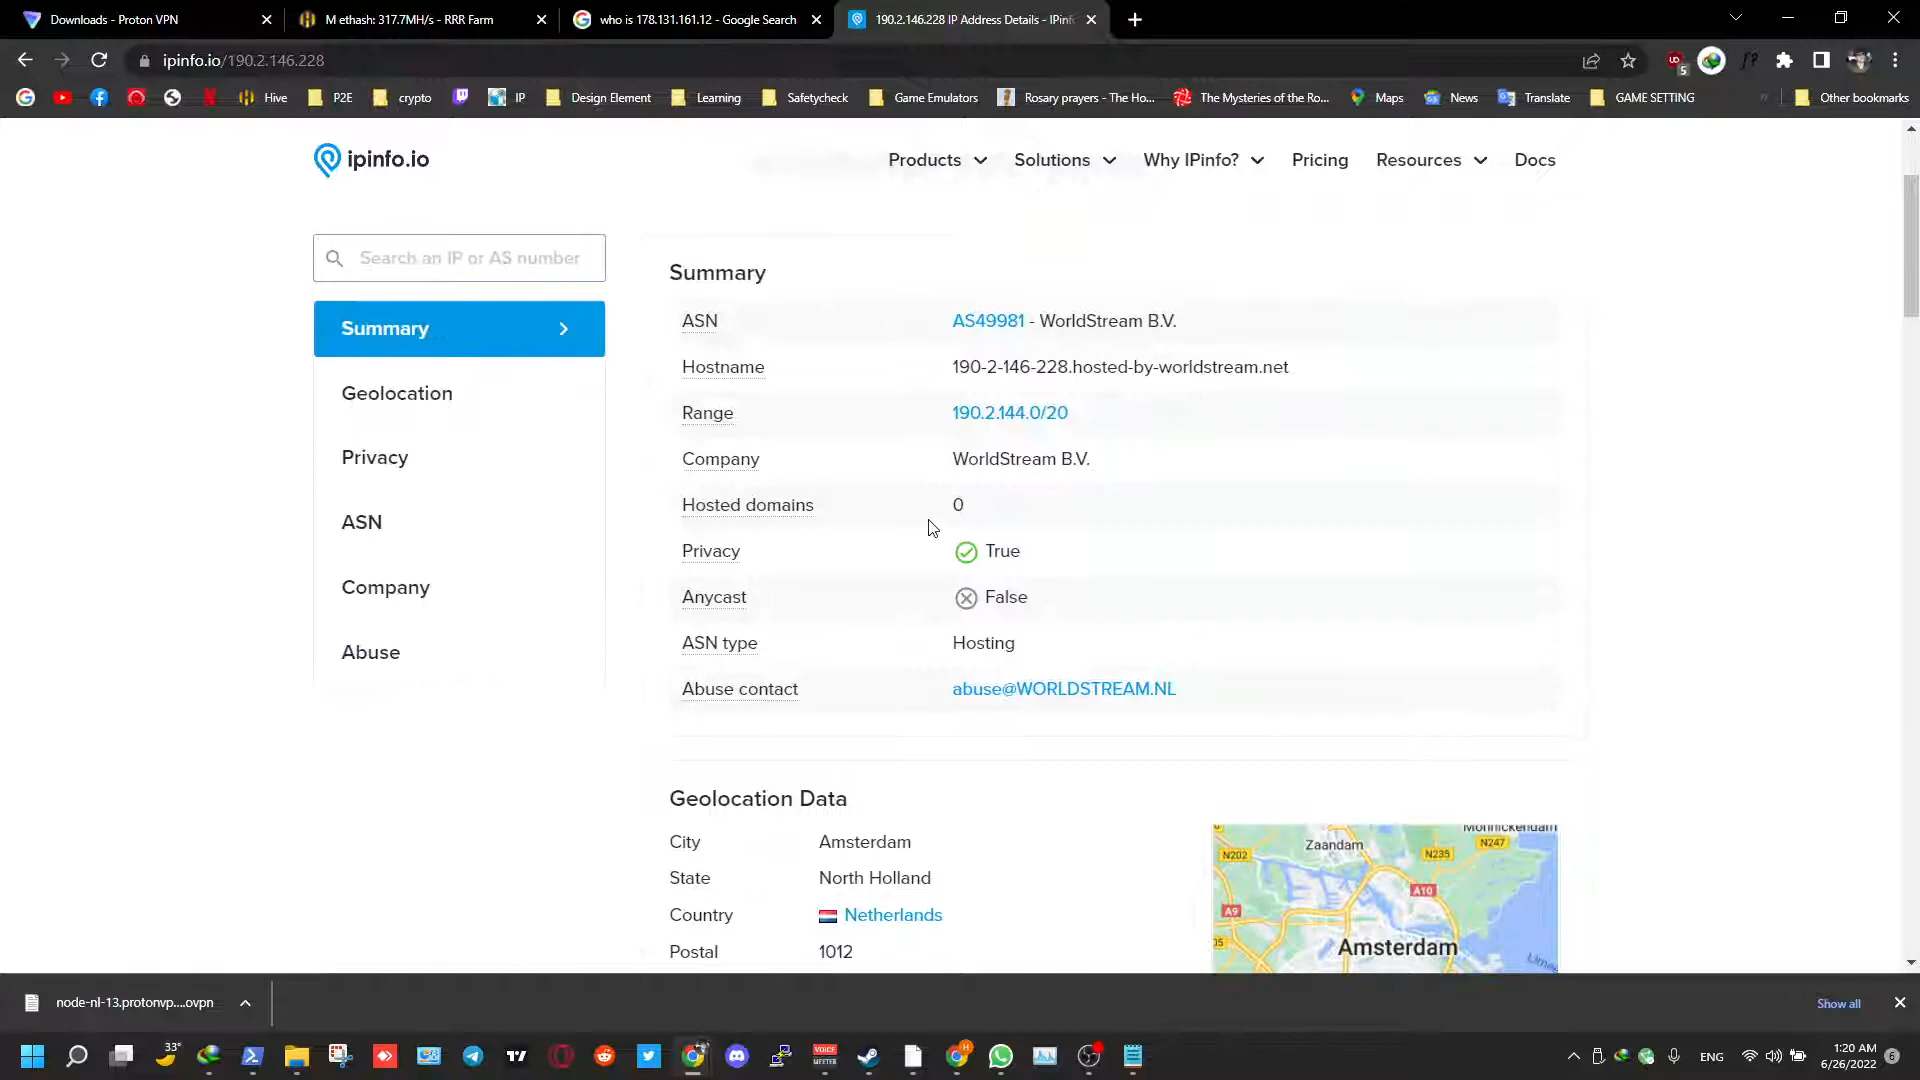 Downloads - Proton VPN
M ethash: 317.7MH/s - RRR Farm
who is 178.131.161.12 - Google Search
190.2.146.228 IP Address Details - IPinf
ipinfo.io/190.2.146.228
Hive
P2E
crypto
IP
Design Element
Learning
Safetycheck
Game Emulators
Rosary prayers - The Ho...
The Mysteries of the Ro...
Maps
News
Translate
GAME SETTING
Other bookmarks
ipinfo.io
Products
Solutions
Why IPinfo?
Pricing
Resources
Docs
Search an IP or AS number
Summary
Geolocation
Privacy
ASN
Company
Abuse
Summary
ASN AS49981 - WorldStream B.V.
Hostname 190-2-146-228.hosted-by-worldstream.net
Range 190.2.144.0/20
Company WorldStream B.V.
Hosted domains 0
Privacy True
Anycast False
ASN type Hosting
Abuse contact abuse@WORLDSTREAM.NL
Geolocation Data
City Amsterdam
State North Holland
Country Netherlands
Postal 1012
Monnickendam
Zaandam
N202
N235
N247
A10
A9
Amsterdam
node-nl-13.protonvp....ovpn
Show all
33°
VOICE
MEETER
ENG
1:20 AM
6/26/2022
6